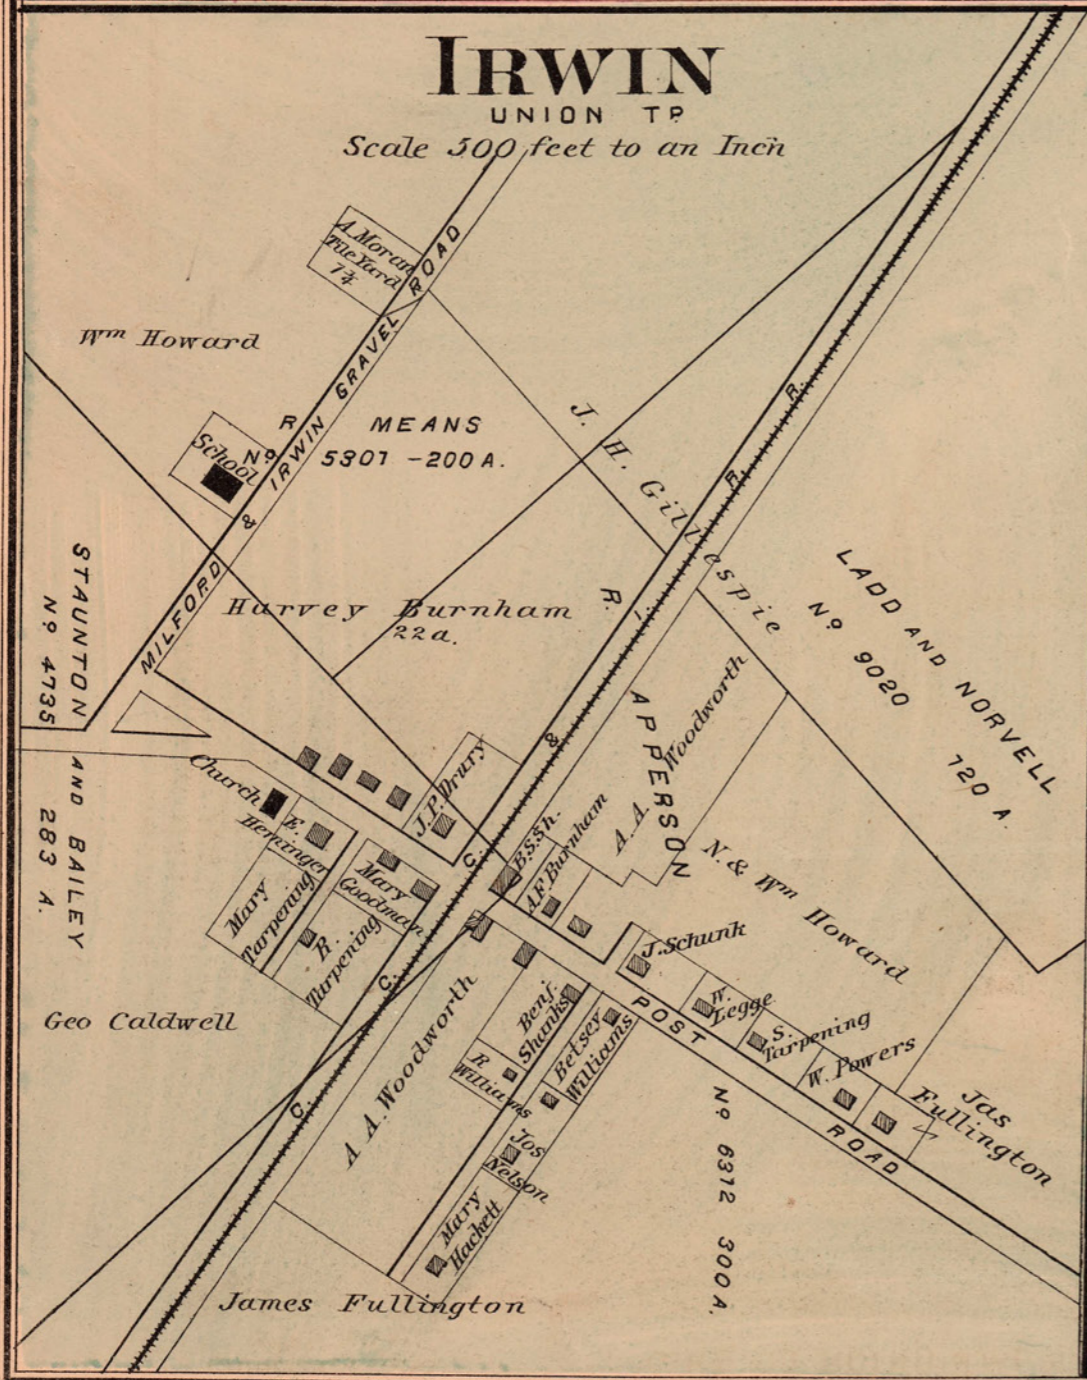 IRWIN
UNION TP.
Scale 500 feet to an Inch
A. Moran
Tile Yard
7¼
Wm Howard
School
MILFORD & IRWIN GRAVEL ROAD
R MEANS
No 5307 - 200 A.
J. H. Gillespie
Harvey Burnham
22a.
STAUNTON AND BAILEY
No 4735 283 A.
LADD AND NORVELL
No 9020 720 A.
C. C. C. & I. R. R. R.
Church
E. Heminger
J.P. Drury
B.S.Sh.
A F Burnham
A. A. Woodworth
APPERSON
N. & Wm Howard
Mary
Tarpening
Mary
Goodman
R.
Tarpening
J. Schunk
W.
Legge
S.
Tarpening
W. Powers
Jas
Fullington
POST ROAD
Geo Caldwell
A A. Woodworth
Benj.
Shanks
Betsey
Williams
R
Williams
Jos
Nelson
Mary
Hackett
No 6312 300 A.
James Fullington